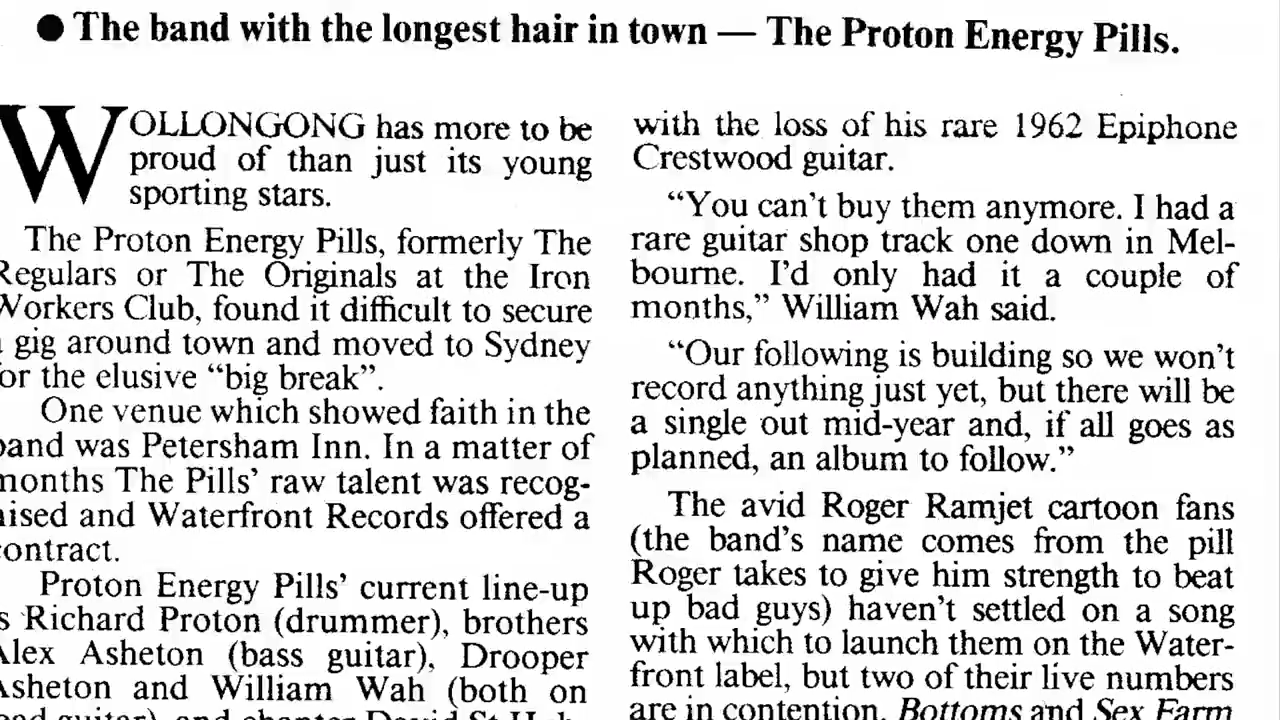 ● The band with the longest hair in town — The Proton Energy Pills.
WOLLONGONG has more to be
proud of than just its young
sporting stars.
The Proton Energy Pills, formerly The
Regulars or The Originals at the Iron
Workers Club, found it difficult to secure
a gig around town and moved to Sydney
for the elusive “big break”.
One venue which showed faith in the
band was Petersham Inn. In a matter of
months The Pills’ raw talent was recog-
nised and Waterfront Records offered a
contract.
Proton Energy Pills’ current line-up
is Richard Proton (drummer), brothers
Alex Asheton (bass guitar), Drooper
Asheton and William Wah (both on
lead guitar), and chanter David St
with the loss of his rare 1962 Epiphone
Crestwood guitar.
“You can’t buy them anymore. I had a
rare guitar shop track one down in Mel-
bourne. I’d only had it a couple of
months,” William Wah said.
“Our following is building so we won’t
record anything just yet, but there will be
a single out mid-year and, if all goes as
planned, an album to follow.”
The avid Roger Ramjet cartoon fans
(the band’s name comes from the pill
Roger takes to give him strength to beat
up bad guys) haven’t settled on a song
with which to launch them on the Water-
front label, but two of their live numbers
are in contention, Bottoms and Sex Farm